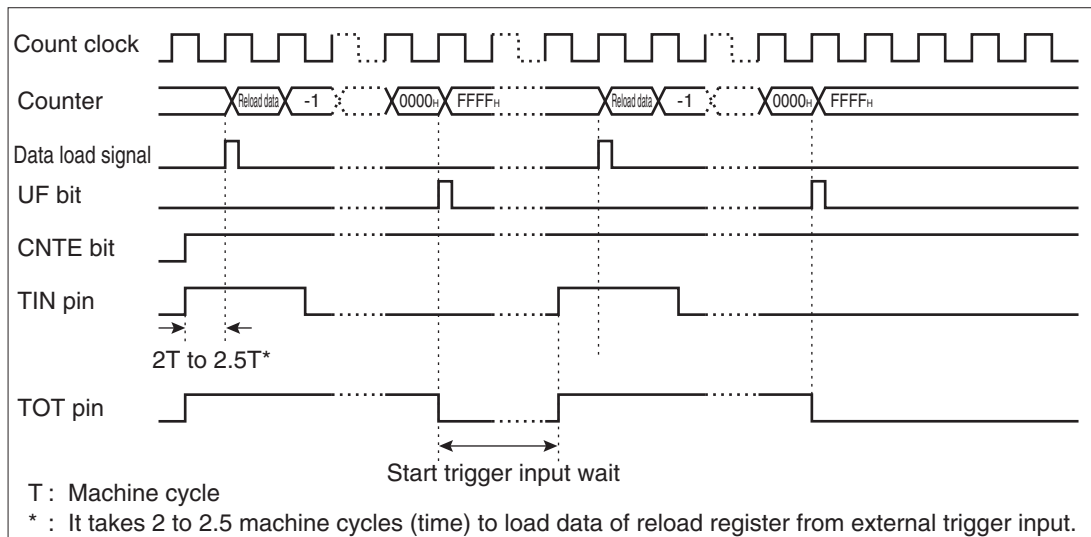 Count clock
Counter
Reload data -1 0000H FFFFH Reload data -1 0000H FFFFH
Data load signal
UF bit
CNTE bit
TIN pin
2T to 2.5T*
TOT pin
Start trigger input wait
T : Machine cycle
* : It takes 2 to 2.5 machine cycles (time) to load data of reload register from external trigger input.